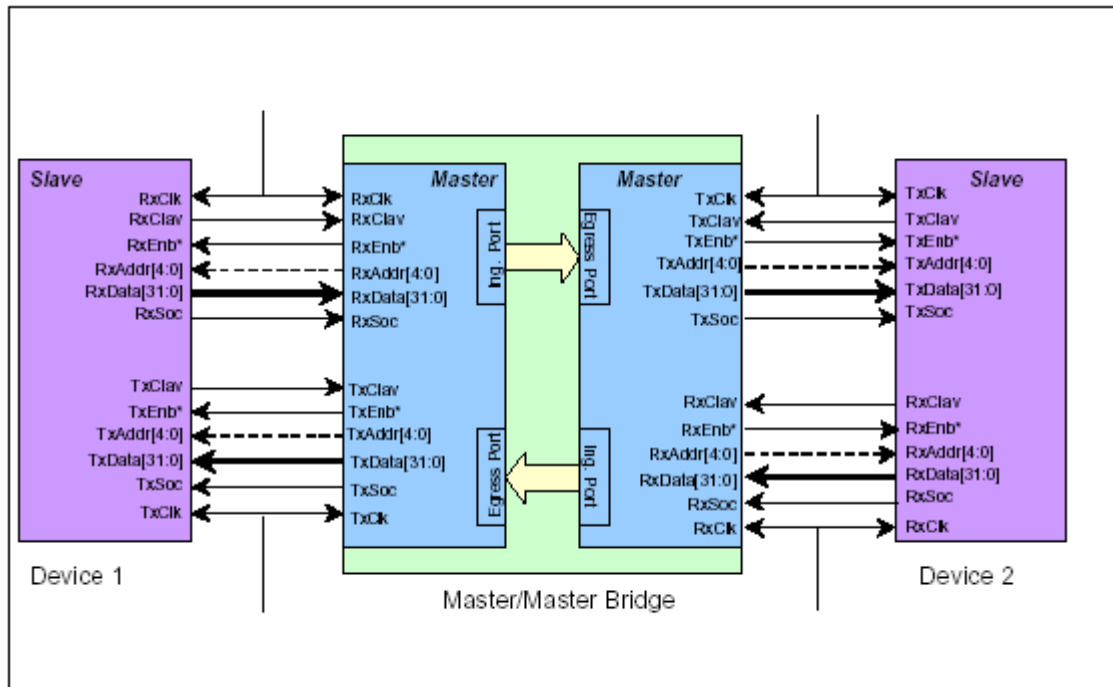 Slave
RxClk
RxClav
RxEnb*
RxAddr[4:0]
RxData[31:0]
RxSoc
TxClav
TxEnb*
TxAddr[4:0]
TxData[31:0]
TxSoc
TxClk
Device 1
Master
RxClk
RxClav
RxEnb*
RxAddr[4:0]
RxData[31:0]
RxSoc
Ing. Port
TxClav
TxEnb*
TxAddr[4:0]
TxData[31:0]
TxSoc
TxClk
Egress Port
Master
Egress Port
TxClk
TxClav
TxEnb*
TxAddr[4:0]
TxData[31:0]
TxSoc
Ing. Port
RxClav
RxEnb*
RxAddr[4:0]
RxData[31:0]
RxSoc
RxClk
Master/Master Bridge
Slave
TxClk
TxClav
TxEnb*
TxAddr[4:0]
TxData[31:0]
TxSoc
RxClav
RxEnb*
RxAddr[4:0]
RxData[31:0]
RxSoc
RxClk
Device 2